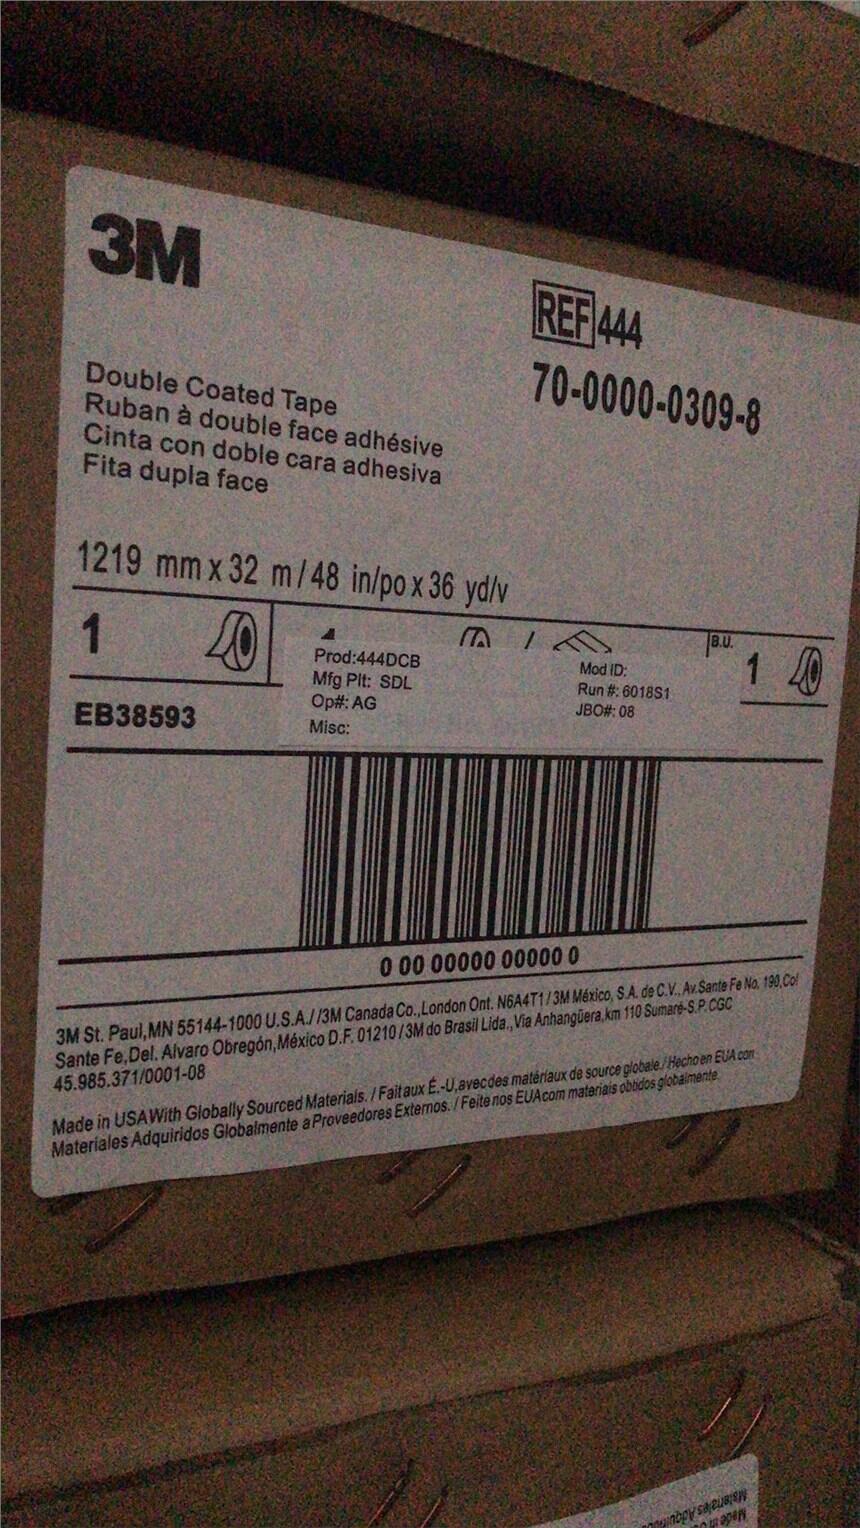 3M
REF 444
70-0000-0309-8
Double Coated Tape
Ruban à double face adhésive
Cinta con doble cara adhesiva
Fita dupla face
1219 mm x 32 m / 48 in/po x 36 yd/v
1
/
B.U.
1
Prod:444DCB
Mfg Plt: SDL
Op#: AG
Misc:
Mod ID:
Run #: 6018S1
JBO#: 08
EB38593
0 00 00000 00000 0
3M St. Paul,MN 55144-1000 U.S.A./ /3M Canada Co.,London Ont. N6A4T1 / 3M México, S.A. de C.V., Av.Sante Fe No. 190,Col
Sante Fe,Del. Alvaro Obregón,México D.F. 01210 / 3M do Brasil Lida.,Via Anhangüera,km 110 Sumaré-S.P. CGC
45.985.371/0001-08
Made in USA With Globally Sourced Materials. / Fait aux É.-U, avec des matériaux de source globale./ Hecho en EUA con
Materiales Adquiridos Globalmente a Proveedores Externos. / Feite nos EUA com materiais obtidos globalmente.
Made in
Materiales Adqui